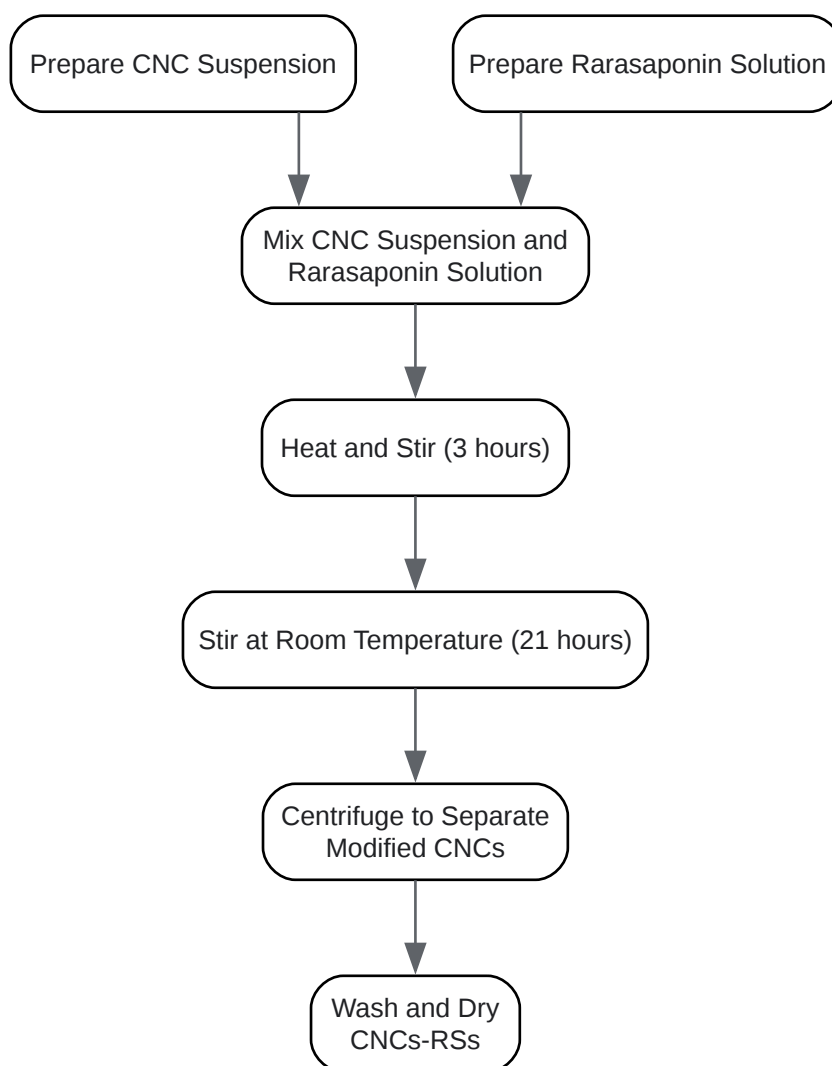 Prepare CNC Suspension
Prepare Rarasaponin Solution
Mix CNC Suspension and
Rarasaponin Solution
Heat and Stir (3 hours)
Stir at Room Temperature (21 hours)
Centrifuge to Separate
Modified CNCs
Wash and Dry
CNCs-RSs